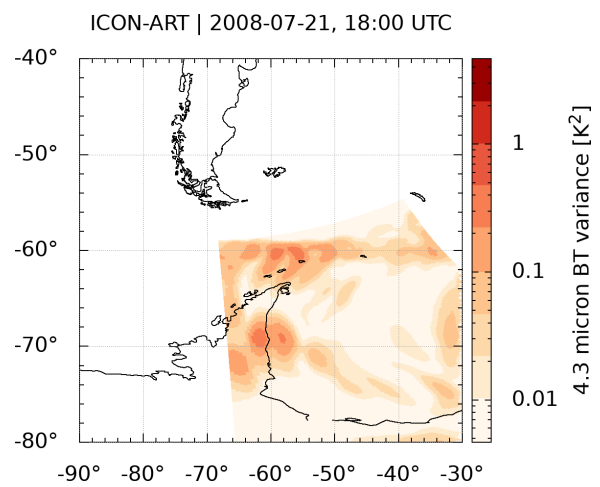 ICON-ART | 2008-07-21, 18:00 UTC
-40°
-50°
-60°
-70°
-80°
-90° -80° -70° -60° -50° -40° -30°
1
0.1
0.01
4.3 micron BT variance [K²]